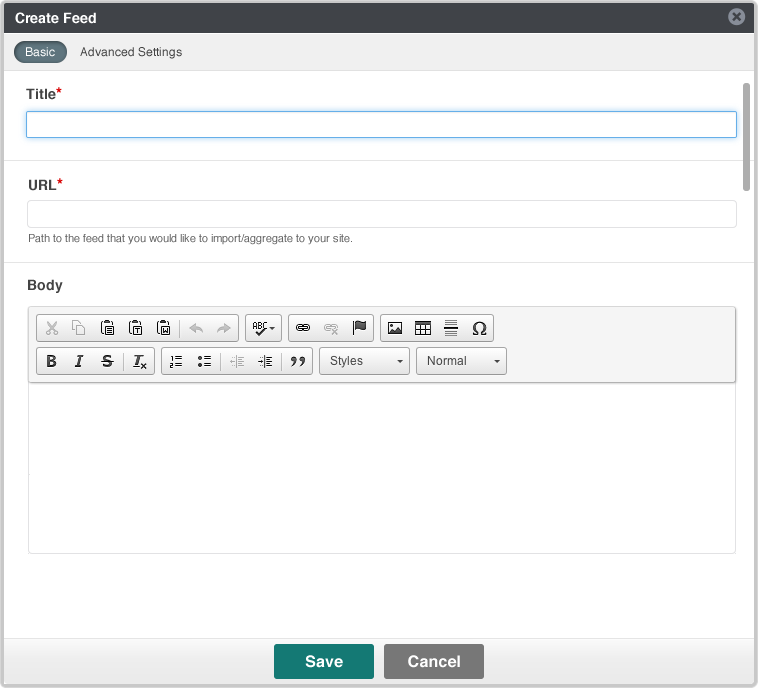 Create Feed
Basic Advanced Settings
Title*
URL*
Path to the feed that you would like to import/aggregate to your site.
Body
ABC Ω
B I S Tx Styles Normal
Save Cancel